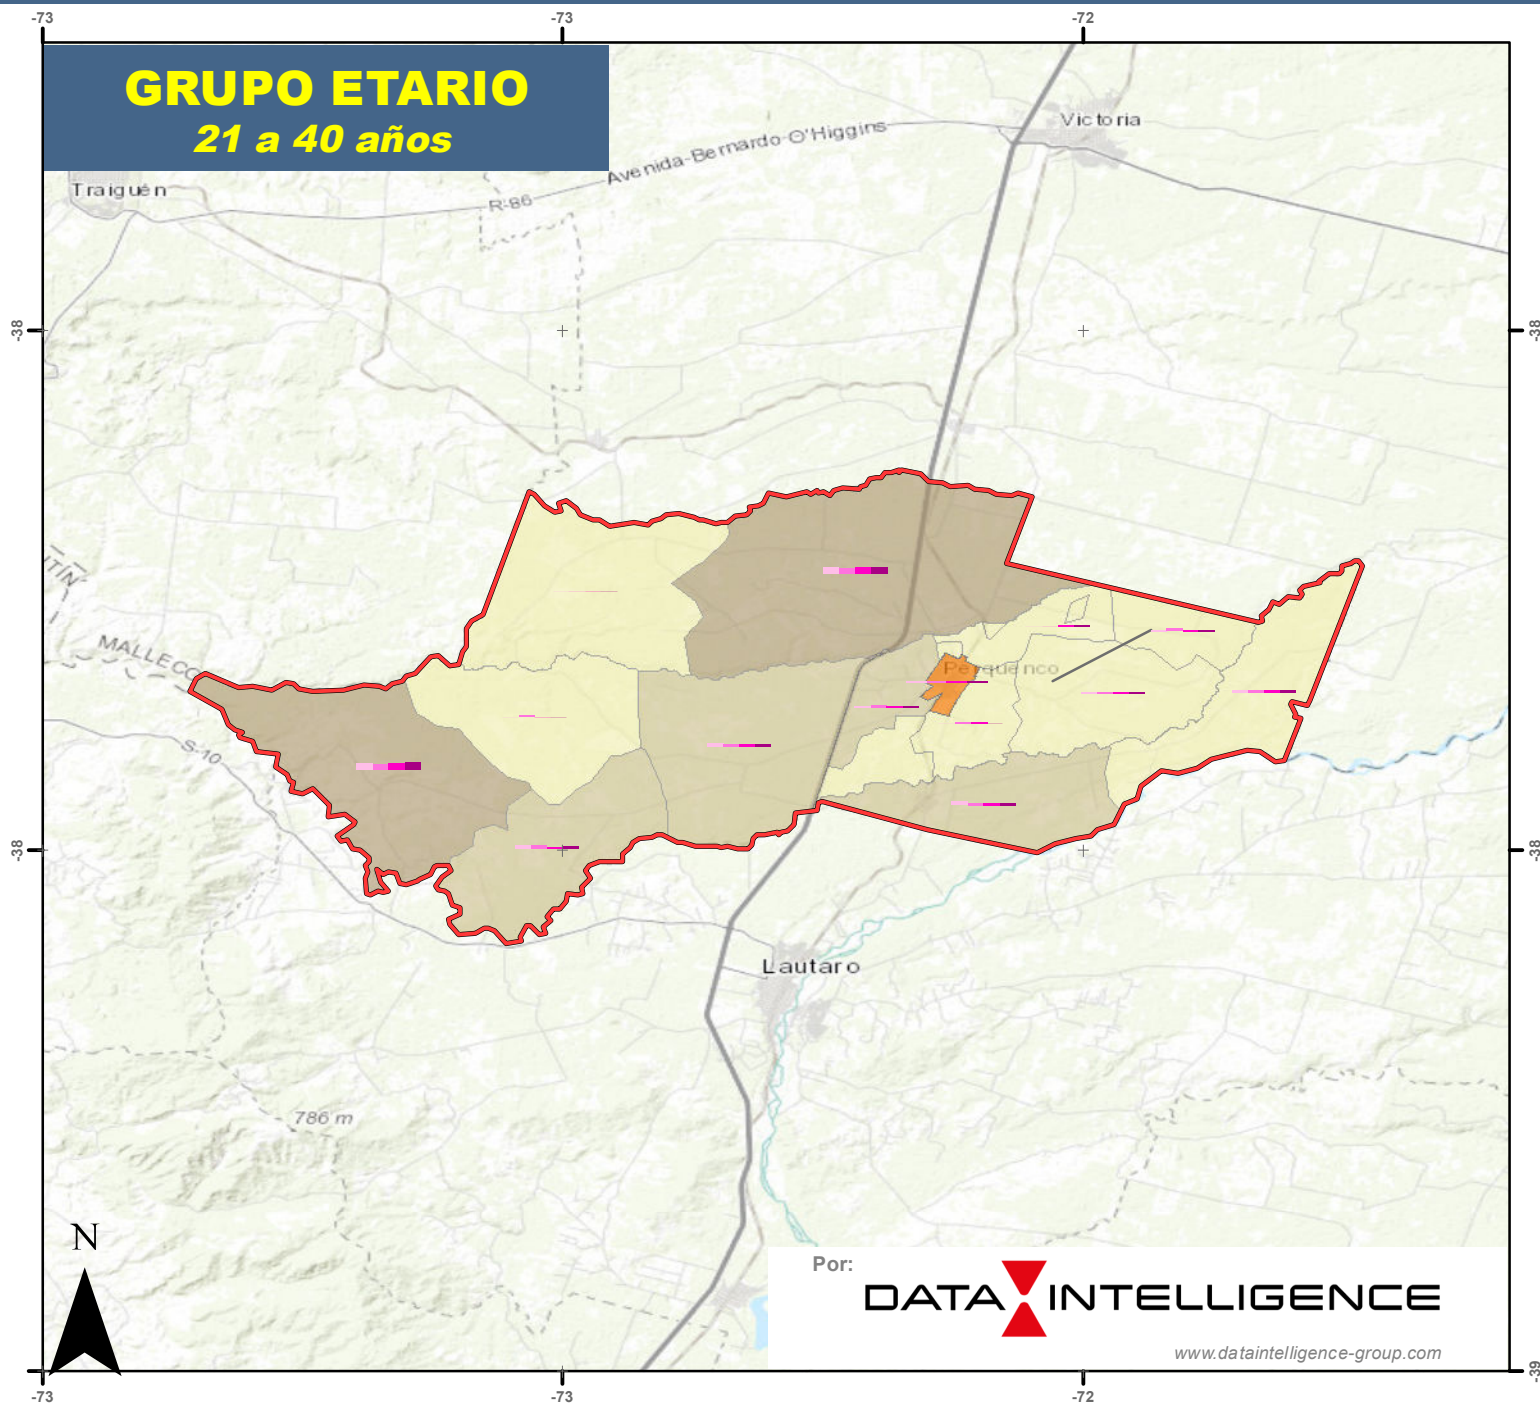 -73
-73
-72
GRUPO ETARIO
21 a 40 años
Victoria
Avenida-Bernardo-O'Higgins
Traiguén
R-86
-38
-38
Perquenco
MALLECO
S-10
-38
-38
Lautaro
786 m
N
Por:
DATA INTELLIGENCE
www.dataintelligence-group.com
-39
-73
-73
-72